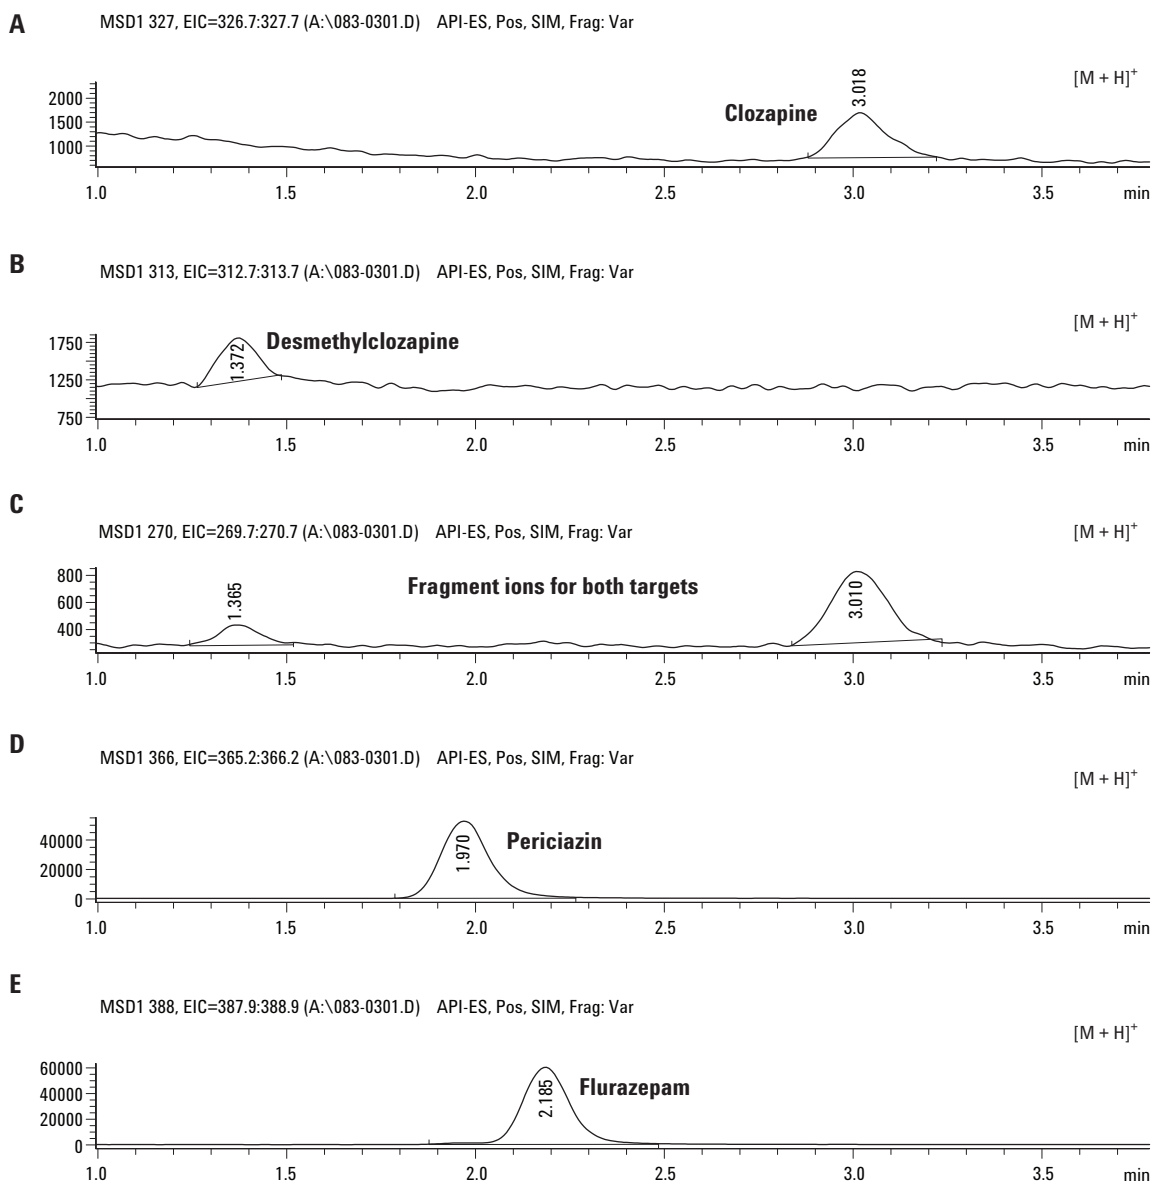 A
MSD1 327, EIC=326.7:327.7 (A:\083-0301.D) API-ES, Pos, SIM, Frag: Var
[M + H]+
3.018
Clozapine
2000
1500
1000
1.0 1.5 2.0 2.5 3.0 3.5 min
B
MSD1 313, EIC=312.7:313.7 (A:\083-0301.D) API-ES, Pos, SIM, Frag: Var
[M + H]+
Desmethylclozapine
1.372
1750
1250
750
1.0 1.5 2.0 2.5 3.0 3.5 min
C
MSD1 270, EIC=269.7:270.7 (A:\083-0301.D) API-ES, Pos, SIM, Frag: Var
[M + H]+
Fragment ions for both targets
1.365
3.010
800
600
400
1.0 1.5 2.0 2.5 3.0 3.5 min
D
MSD1 366, EIC=365.2:366.2 (A:\083-0301.D) API-ES, Pos, SIM, Frag: Var
[M + H]+
Periciazin
1.970
40000
20000
0
1.0 1.5 2.0 2.5 3.0 3.5 min
E
MSD1 388, EIC=387.9:388.9 (A:\083-0301.D) API-ES, Pos, SIM, Frag: Var
[M + H]+
Flurazepam
2.185
60000
40000
20000
0
1.0 1.5 2.0 2.5 3.0 3.5 min